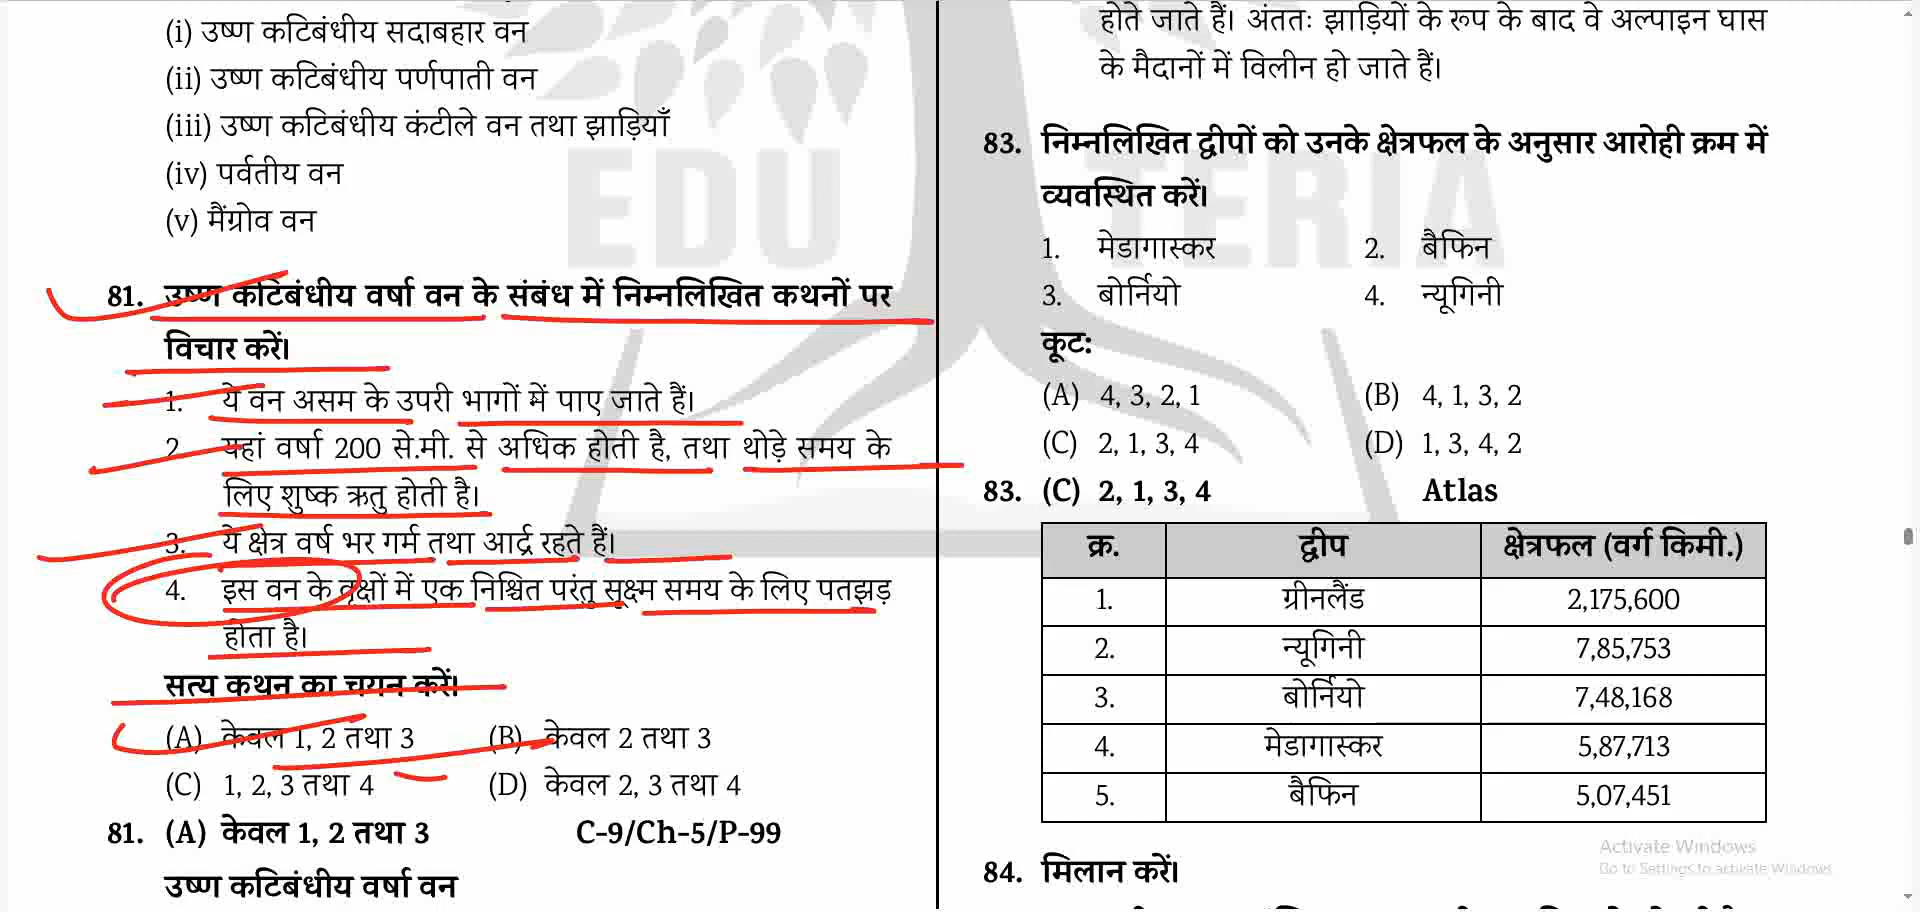 (i) उष्ण कटिबंधीय सदाबहार वन
(ii) उष्ण कटिबंधीय पर्णपाती वन
(iii) उष्ण कटिबंधीय कंटीले वन तथा झाड़ियाँ
(iv) पर्वतीय वन
(v) मैंग्रोव वन
81. उष्ण कटिबंधीय वर्षा वन के संबंध में निम्नलिखित कथनों पर
विचार करें।
1. ये वन असम के उपरी भागों में पाए जाते हैं।
2. यहां वर्षा 200 से.मी. से अधिक होती है, तथा थोड़े समय के
लिए शुष्क ऋतु होती है।
3. ये क्षेत्र वर्ष भर गर्म तथा आर्द्र रहते हैं।
4. इस वन के वृक्षों में एक निश्चित परंतु सूक्ष्म समय के लिए पतझड़
होता है।
सत्य कथन का चयन करें।
(A) केवल 1, 2 तथा 3 (B) केवल 2 तथा 3
(C) 1, 2, 3 तथा 4 (D) केवल 2, 3 तथा 4
81. (A) केवल 1, 2 तथा 3 C-9/Ch-5/P-99
उष्ण कटिबंधीय वर्षा वन
होते जाते हैं। अंततः झाड़ियों के रूप के बाद वे अल्पाइन घास
के मैदानों में विलीन हो जाते हैं।
83. निम्नलिखित द्वीपों को उनके क्षेत्रफल के अनुसार आरोही क्रम में
व्यवस्थित करें।
1. मेडागास्कर 2. बैफिन
3. बोर्नियो 4. न्यूगिनी
कूट:
(A) 4, 3, 2, 1 (B) 4, 1, 3, 2
(C) 2, 1, 3, 4 (D) 1, 3, 4, 2
83. (C) 2, 1, 3, 4 Atlas
क्र. द्वीप क्षेत्रफल (वर्ग किमी.)
1. ग्रीनलैंड 2,175,600
2. न्यूगिनी 7,85,753
3. बोर्नियो 7,48,168
4. मेडागास्कर 5,87,713
5. बैफिन 5,07,451
84. मिलान करें।
EDU TERIA
Activate Windows
Go to Settings to activate Windows.